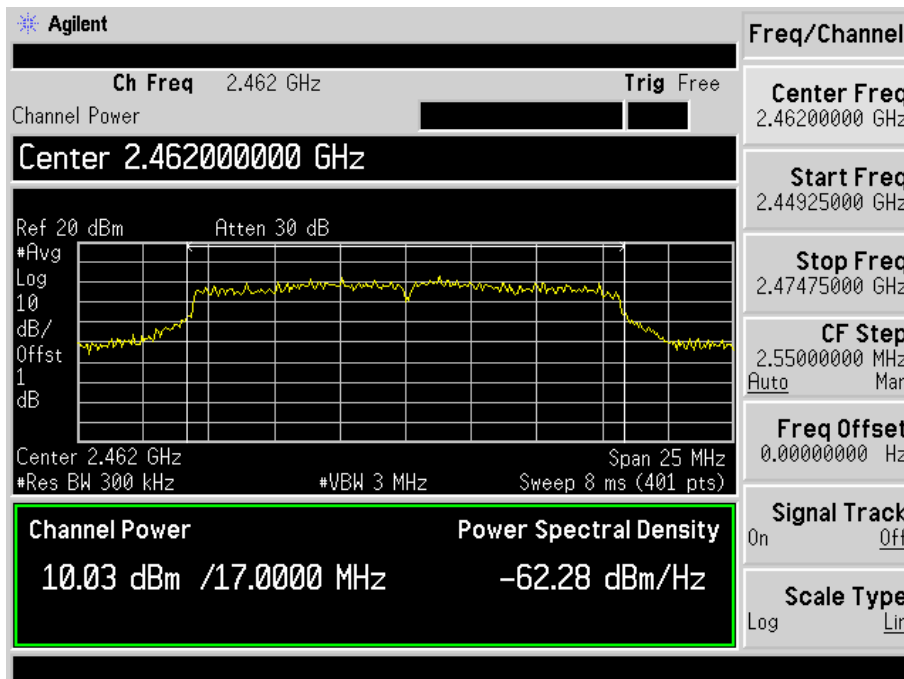 Agilent
Ch Freq 2.462 GHz Trig Free
Channel Power
Center 2.462000000 GHz
Ref 20 dBm Atten 30 dB
#Avg
Log
10
dB/
Offst
1
dB
Center 2.462 GHz Span 25 MHz
#Res BW 300 kHz #VBW 3 MHz Sweep 8 ms (401 pts)
Channel Power Power Spectral Density
10.03 dBm /17.0000 MHz -62.28 dBm/Hz
Freq/Channel
Center Freq
2.46200000 GHz
Start Freq
2.44925000 GHz
Stop Freq
2.47475000 GHz
CF Step
2.55000000 MHz
Auto Man
Freq Offset
0.00000000 Hz
Signal Track
On Off
Scale Type
Log Lin